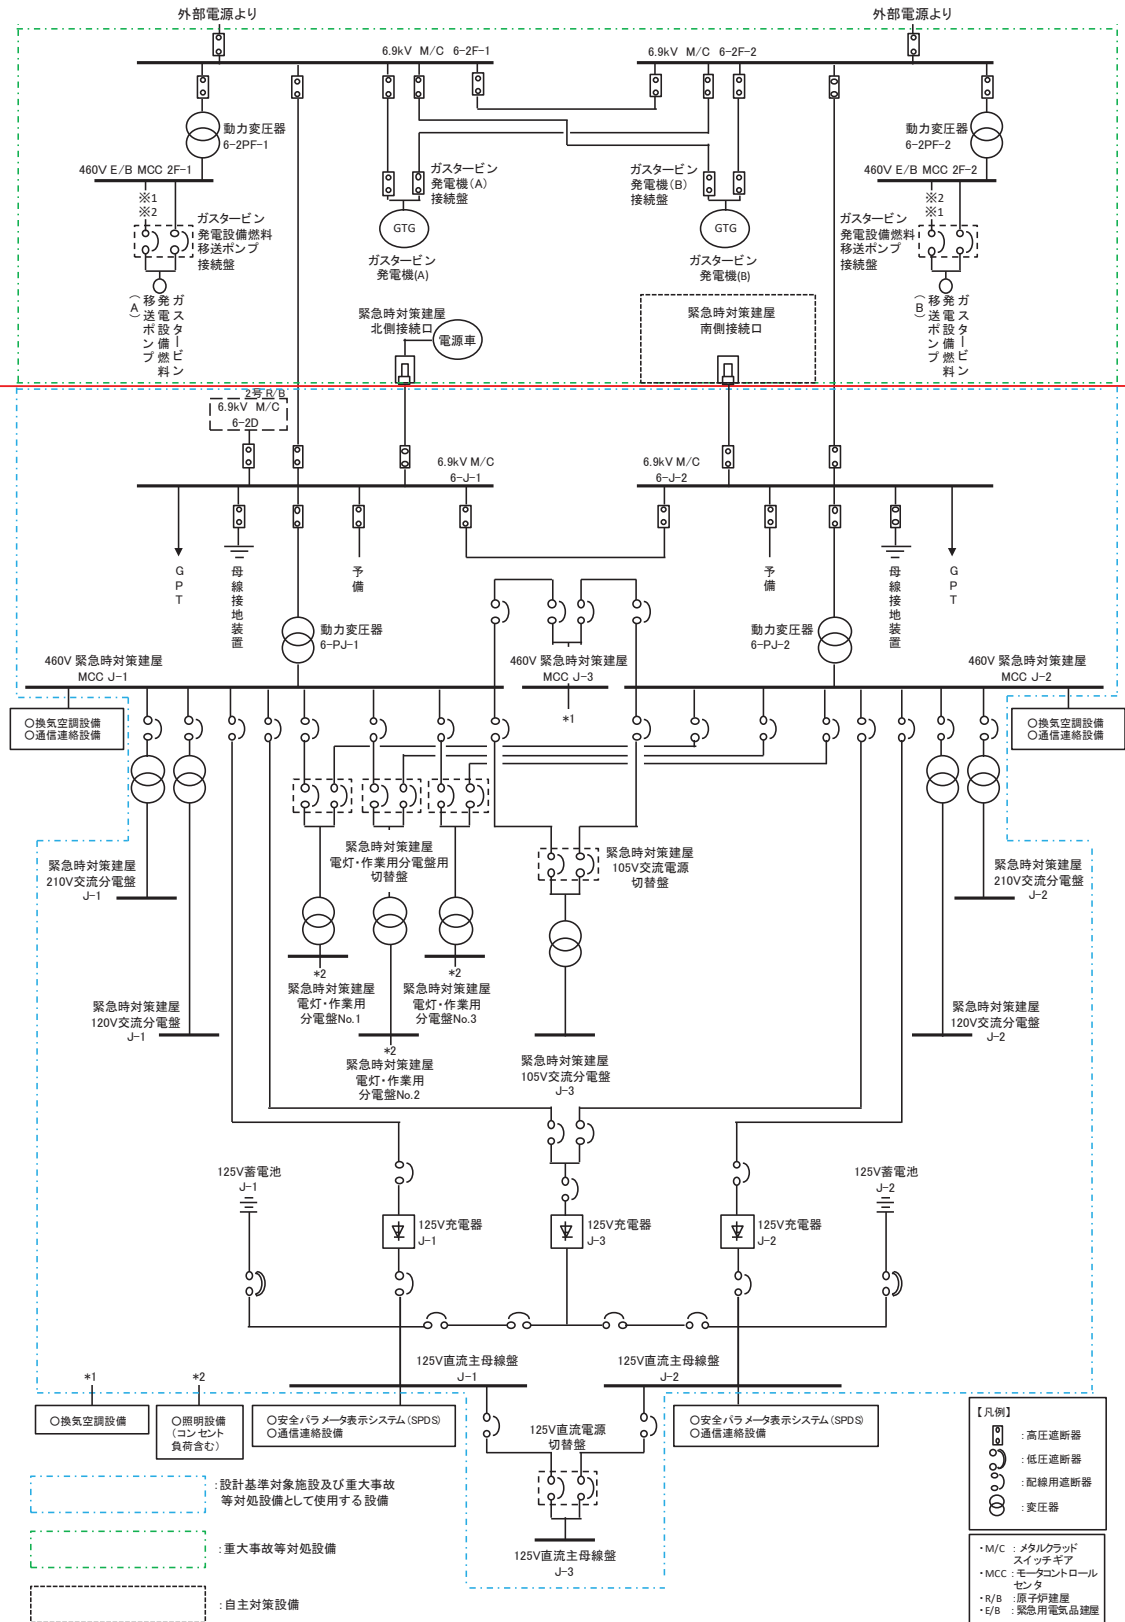 外部電源より
外部電源より
6.9kV M/C 6-2F-1
6.9kV M/C 6-2F-2
動力変圧器
6-2PF-1
動力変圧器
6-2PF-2
460V E/B MCC 2F-1
460V E/B MCC 2F-2
ガスタービン
発電機(A)
接続盤
ガスタービン
発電機(B)
接続盤
※1
※2
※2
※1
ガスタービン
発電設備燃料
移送ポンプ
接続盤
ガスタービン
発電設備燃料
移送ポンプ
接続盤
GTG
GTG
ガスタービン
発電機(A)
ガスタービン
発電機(B)
ガスタービン
発電設備燃料
移送ポンプ
(A)
ガスタービン
発電設備燃料
移送ポンプ
(B)
緊急時対策建屋
北側接続口
電源車
緊急時対策建屋
南側接続口
2号 R/B
6.9kV M/C
6-2D
6.9kV M/C
6-J-1
6.9kV M/C
6-J-2
GPT
母線接地装置
予備
予備
母線接地装置
GPT
動力変圧器
6-PJ-1
動力変圧器
6-PJ-2
460V 緊急時対策建屋
MCC J-1
460V 緊急時対策建屋
MCC J-3
460V 緊急時対策建屋
MCC J-2
*1
○換気空調設備
○通信連絡設備
○換気空調設備
○通信連絡設備
緊急時対策建屋
電灯・作業用分電盤用
切替盤
緊急時対策建屋
105V交流電源
切替盤
緊急時対策建屋
210V交流分電盤
J-1
緊急時対策建屋
210V交流分電盤
J-2
*2
緊急時対策建屋
電灯・作業用
分電盤No.1
*2
緊急時対策建屋
電灯・作業用
分電盤No.3
緊急時対策建屋
120V交流分電盤
J-1
緊急時対策建屋
120V交流分電盤
J-2
*2
緊急時対策建屋
電灯・作業用
分電盤No.2
緊急時対策建屋
105V交流分電盤
J-3
125V蓄電池
J-1
125V蓄電池
J-2
125V充電器
J-1
125V充電器
J-3
125V充電器
J-2
125V直流主母線盤
J-1
125V直流主母線盤
J-2
*1
*2
○換気空調設備
○照明設備
(コンセント
負荷含む)
○安全パラメータ表示システム(SPDS)
○通信連絡設備
○安全パラメータ表示システム(SPDS)
○通信連絡設備
125V直流電源
切替盤
125V直流主母線盤
J-3
:設計基準対象施設及び重大事故
等対処設備として使用する設備
:重大事故等対処設備
:自主対策設備
【凡例】
:高圧遮断器
:低圧遮断器
:配線用遮断器
:変圧器
・M/C :メタルクラッド
スイッチギア
・MCC :モータコントロール
センタ
・R/B :原子炉建屋
・E/B :緊急用電気品建屋